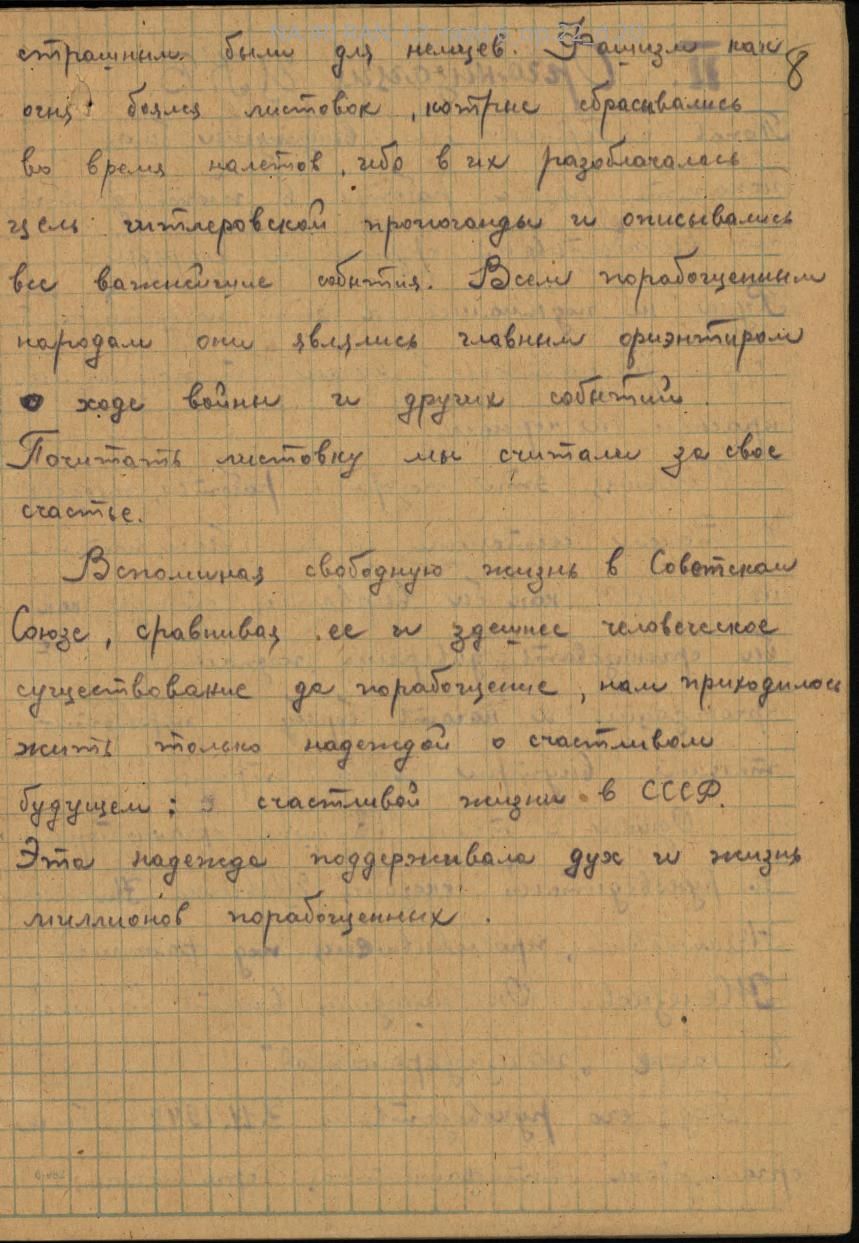 страшным были для немцев. Фашизм как
8
огня боялся листовок, котрые сбрасывались
во время налетов, ибо в их разоблачалась
цель гитлеровской пропоганды и описывались
все важнейшие события. Всем порабощенным
народам они являлись главным ориэнтиром
о ходе войны и других событий.
Почитать листовку мы считали за свое
счастье.
Вспоминая свободную жизнь в Советском
Союзе, сравнивая ее и здешнее человеческое
существование да порабощение, нам приходилось
жить только надеждой о счастливом
будущем: о счастливой жизни в СССР.
Эта надежда поддерживала дух и жизнь
миллионов порабощенных.